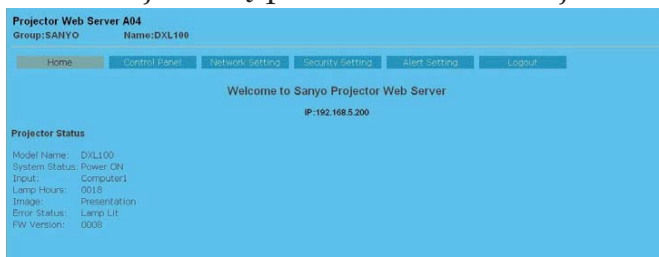 Projector Web Server A04
Group:SANYO Name:DXL100
Home Control Panel Network Setting Security Setting Alert Setting Logout
Welcome to Sanyo Projector Web Server
IP:192.168.5.200
Projector Status
Model Name: DXL100
System Status: Power ON
Input: Computer1
Lamp Hours: 0018
Image: Presentation
Error Status: Lamp Lit
FW Version: 0008